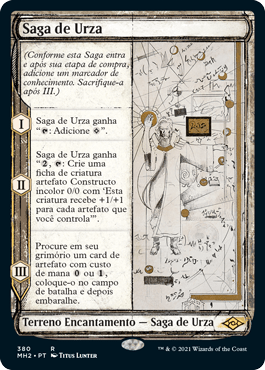 Saga de Urza
(Conforme esta Saga entra
e após sua etapa de compra,
adicione um marcador de
conhecimento. Sacrifique-a
após III.)
I
Saga de Urza ganha
“: Adicione .”
II
Saga de Urza ganha
“2, : Crie uma
ficha de criatura
artefato Constructo
incolor 0/0 com ‘Esta
criatura recebe +1/+1
para cada artefato que
você controla’”.
III
Procure em seu
grimório um card de
artefato com custo
de mana 0 ou 1,
coloque-o no campo
de batalha e depois
embaralhe.
Terreno Encantamento — Saga de Urza
380 R
MH2 • PT Titus Lunter
™ & © 2021 Wizards of the Coast